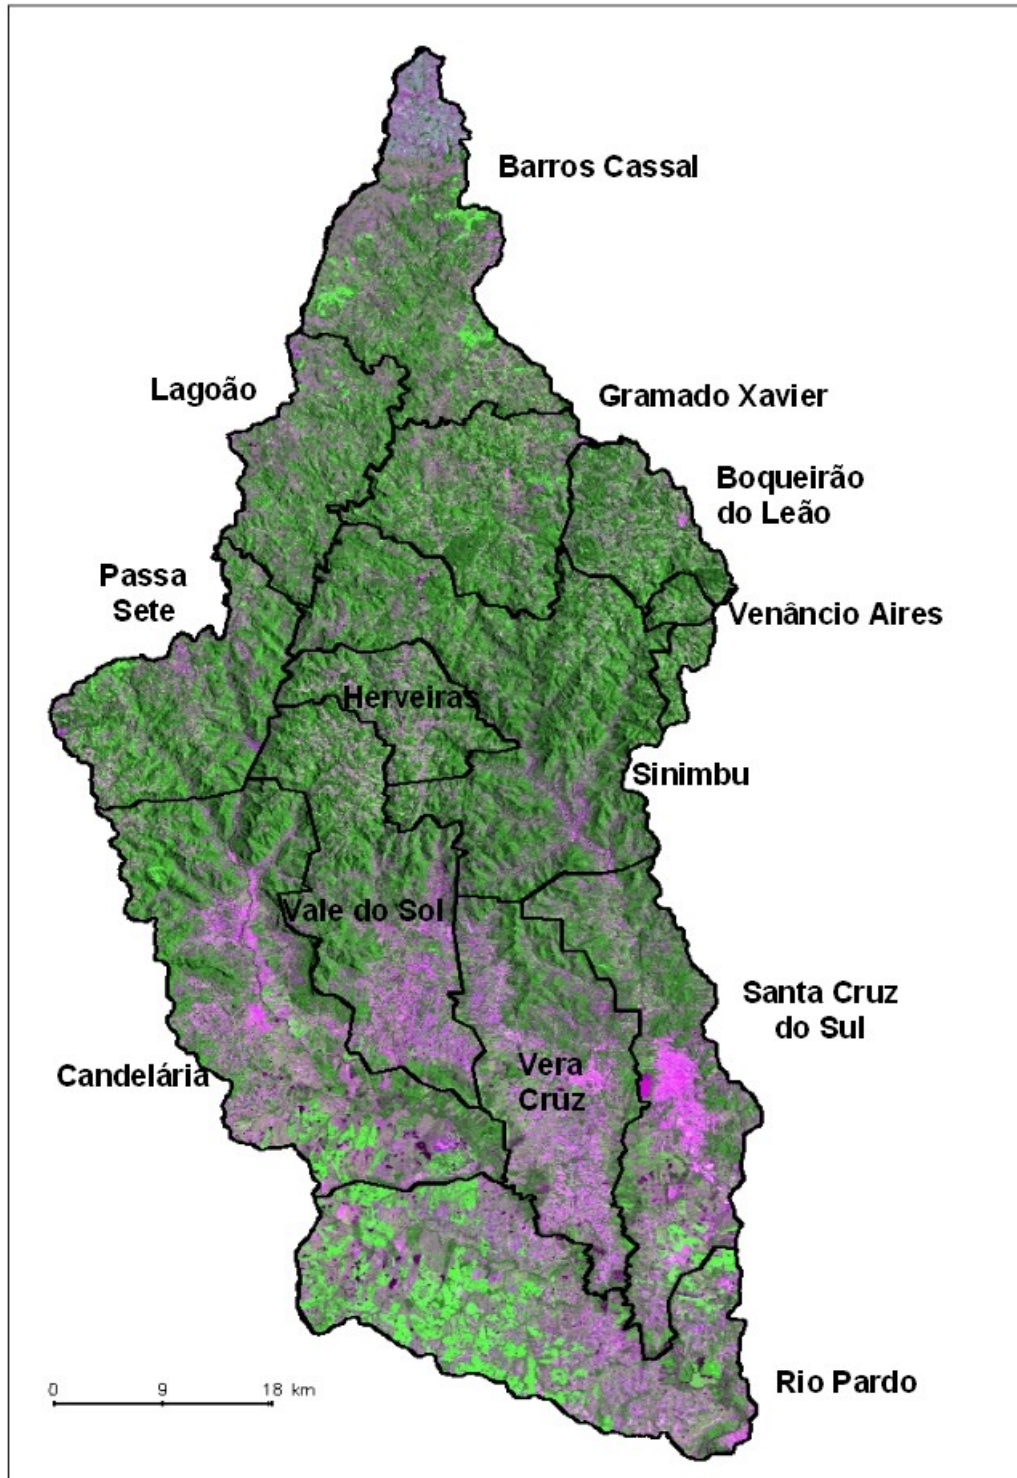 Barros Cassal
Lagoão
Gramado Xavier
Boqueirão
do Leão
Passa
Sete
Venâncio Aires
Herveiras
Sinimbu
Vale do Sol
Santa Cruz
do Sul
Candelária
Vera
Cruz
Rio Pardo
0 9 18 km